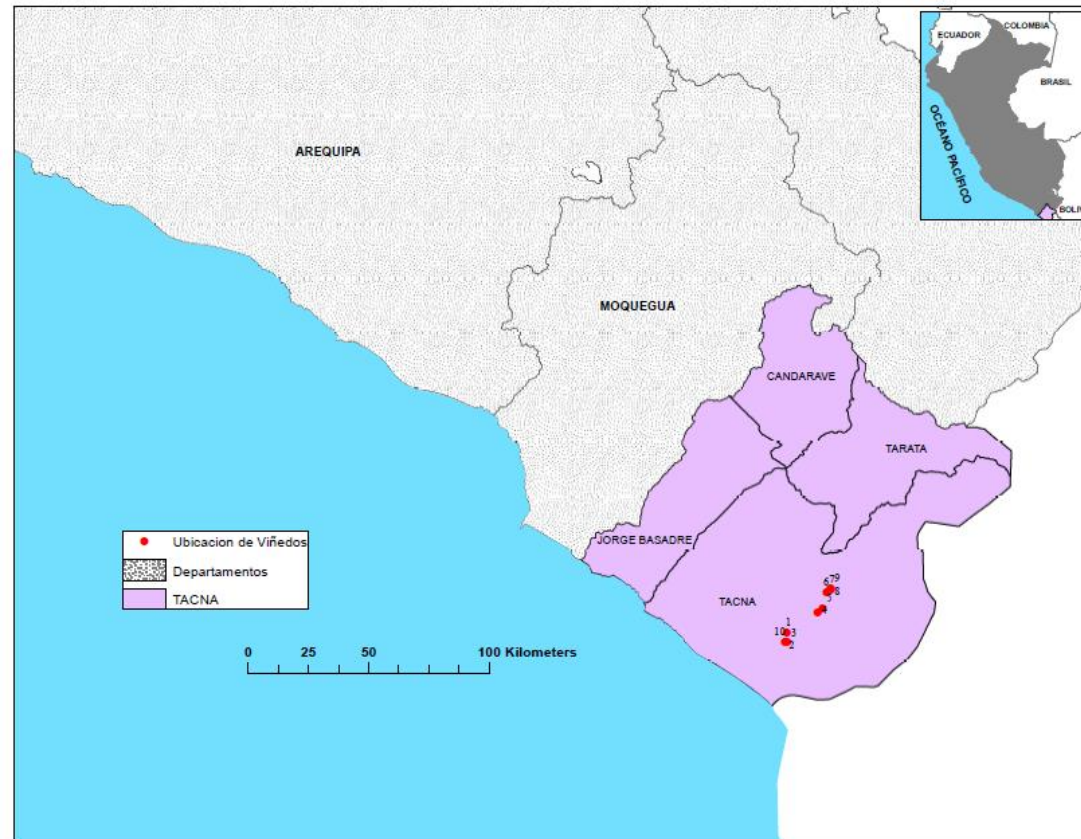 COLOMBIA
ECUADOR
BRASIL
OCÉANO PACÍFICO
BOLIV
AREQUIPA
MOQUEGUA
CANDARAVE
TARATA
JORGE BASADRE
TACNA
6 7 9
8
5
4
1
10 3
2
Ubicacion de Viñedos
Departamentos
TACNA
0 25 50 100 Kilometers